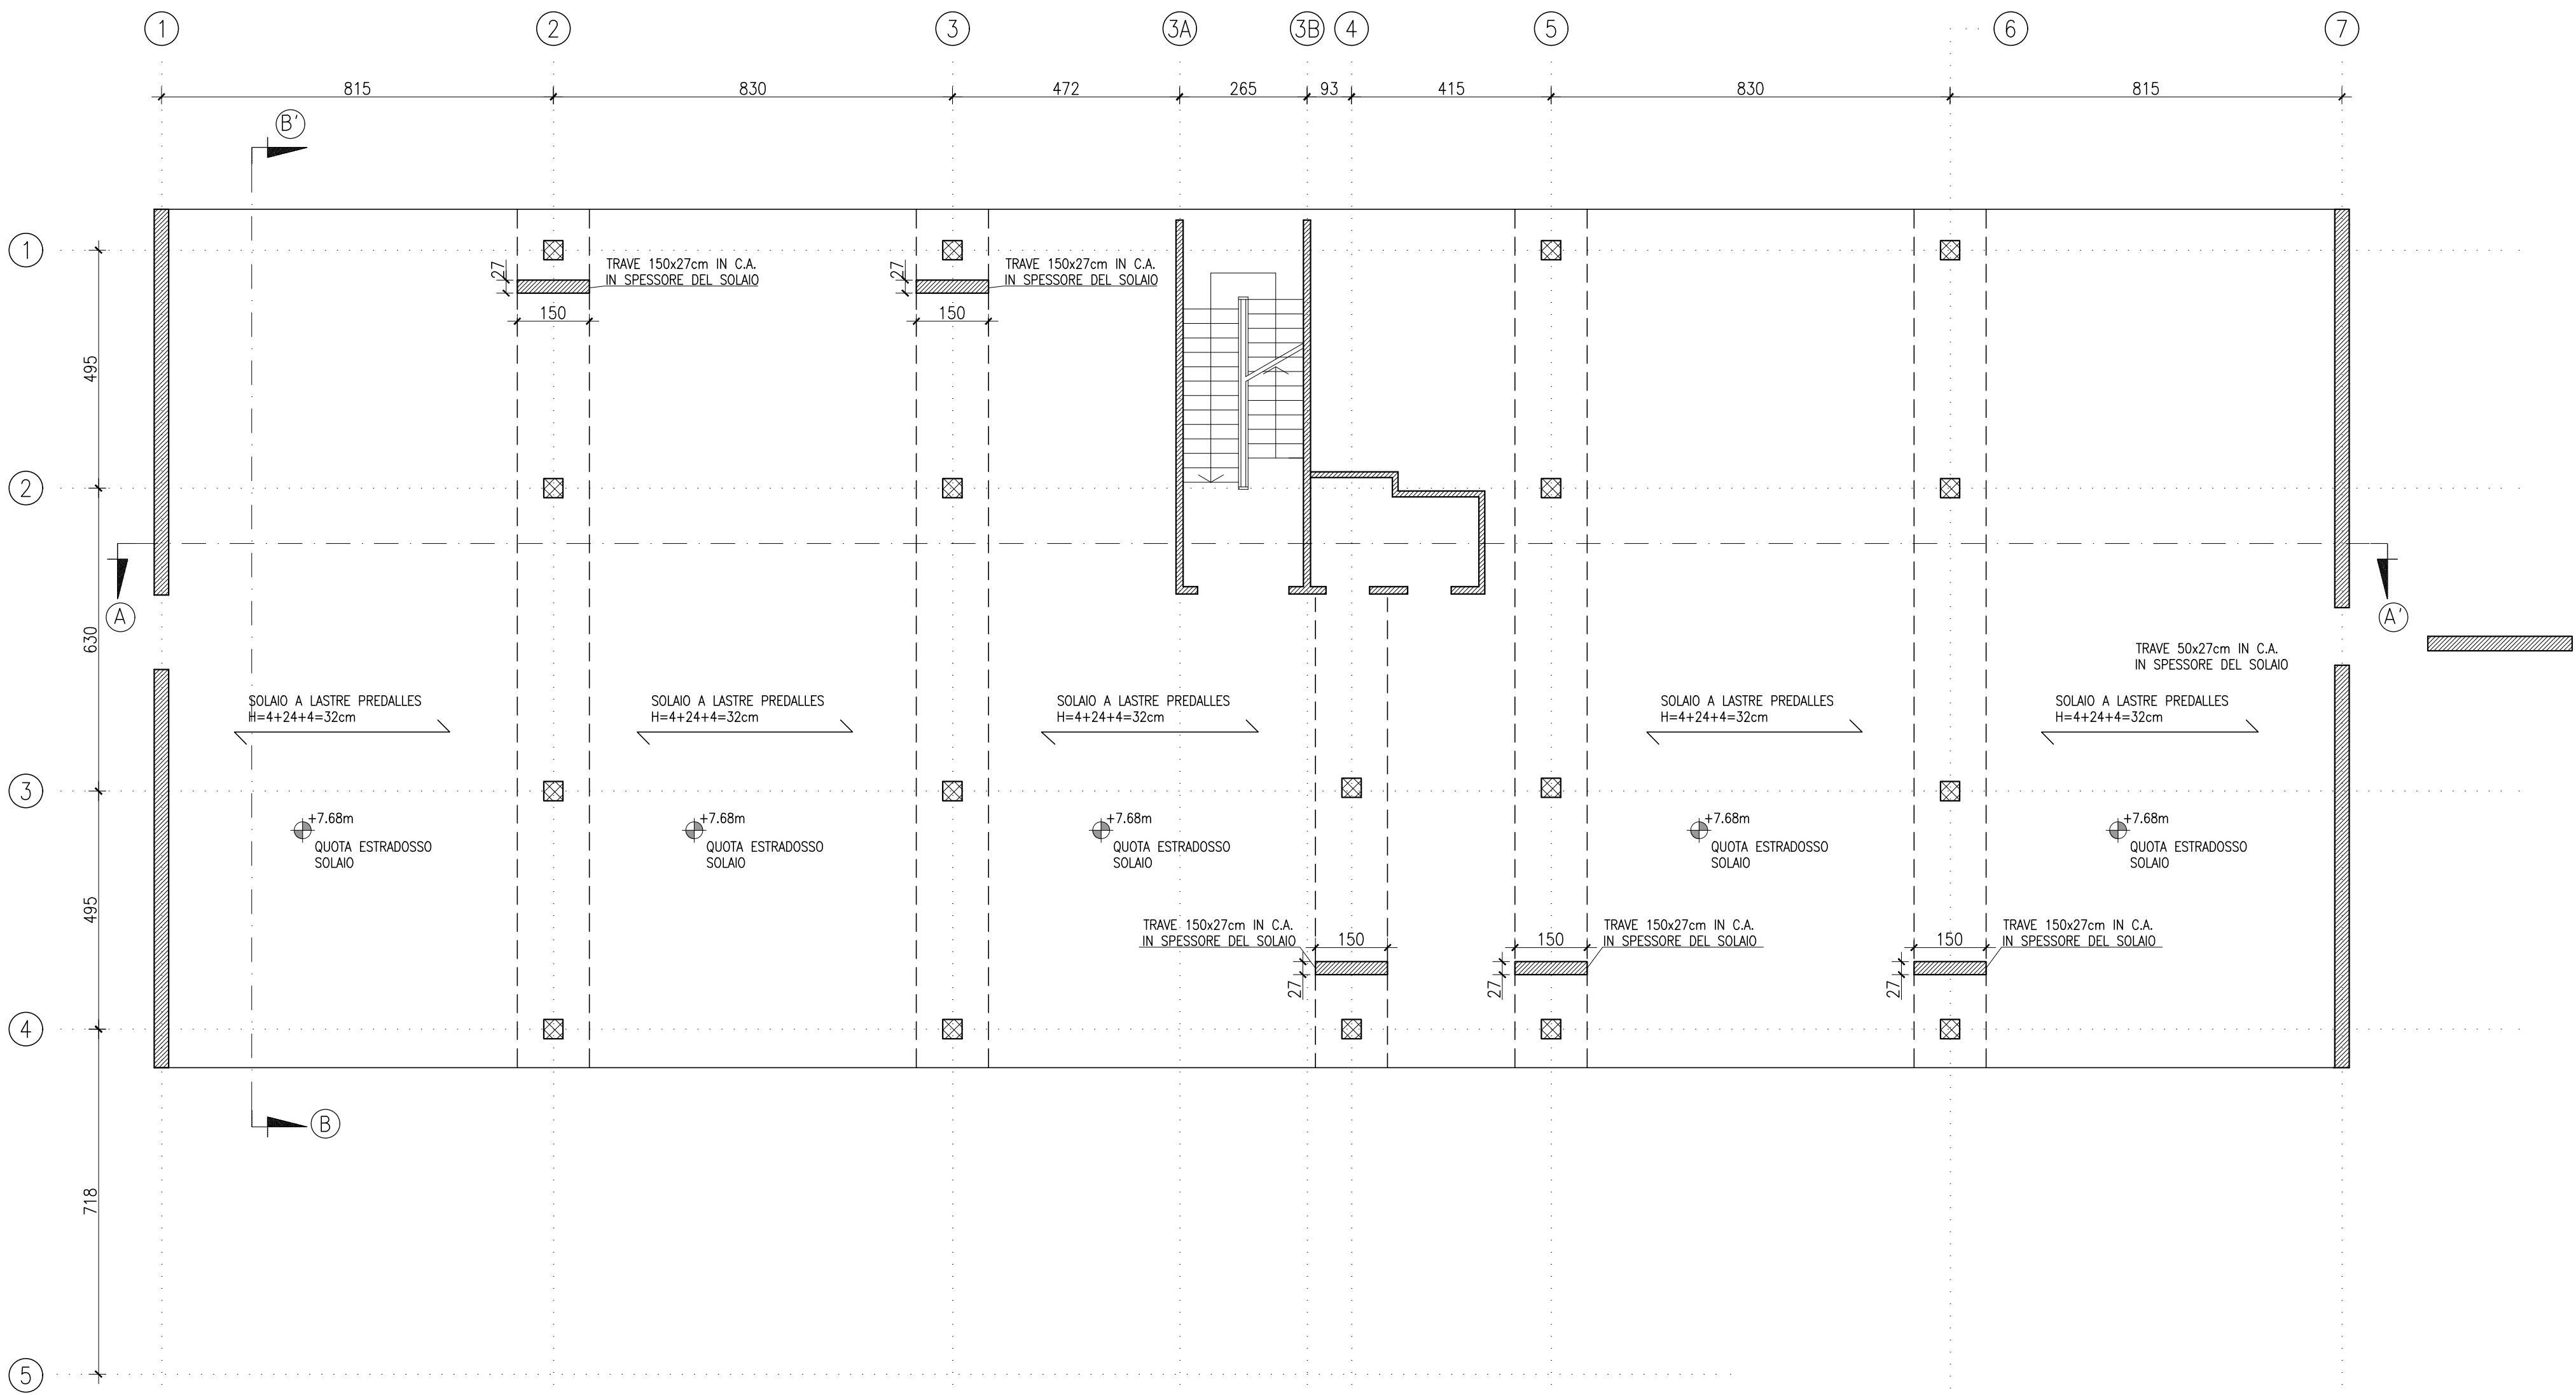 1 2 3 3A 3B 4 5 6 7
815 830 472 265 93 415 830 815
B'
1
27 TRAVE 150x27cm IN C.A.
IN SPESSORE DEL SOLAIO
150
27 TRAVE 150x27cm IN C.A.
IN SPESSORE DEL SOLAIO
150
495
2
A
A'
630
TRAVE 50x27cm IN C.A.
IN SPESSORE DEL SOLAIO
SOLAIO A LASTRE PREDALLES
H=4+24+4=32cm
SOLAIO A LASTRE PREDALLES
H=4+24+4=32cm
SOLAIO A LASTRE PREDALLES
H=4+24+4=32cm
SOLAIO A LASTRE PREDALLES
H=4+24+4=32cm
SOLAIO A LASTRE PREDALLES
H=4+24+4=32cm
3
+7.68m
QUOTA ESTRADOSSO
SOLAIO
+7.68m
QUOTA ESTRADOSSO
SOLAIO
+7.68m
QUOTA ESTRADOSSO
SOLAIO
+7.68m
QUOTA ESTRADOSSO
SOLAIO
+7.68m
QUOTA ESTRADOSSO
SOLAIO
495
TRAVE 150x27cm IN C.A.
IN SPESSORE DEL SOLAIO
150
27
TRAVE 150x27cm IN C.A.
IN SPESSORE DEL SOLAIO
150
27
TRAVE 150x27cm IN C.A.
IN SPESSORE DEL SOLAIO
150
27
4
B
718
5